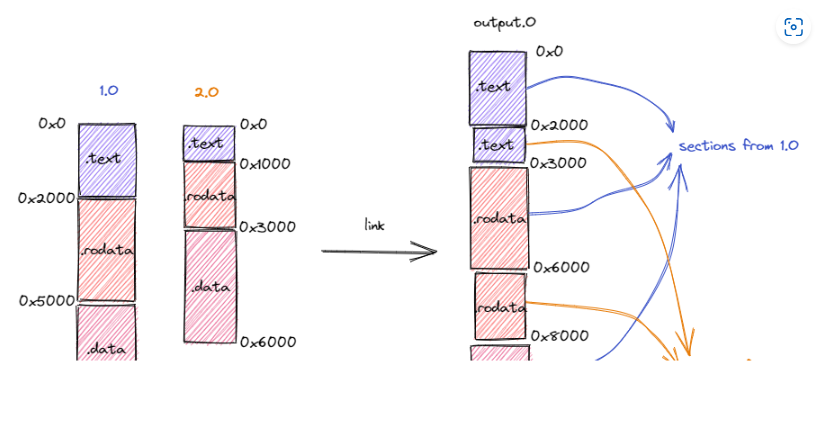 output.o
0x0
.text
0x2000
.text
0x3000
.rodata
0x6000
.rodata
0x8000
sections from 1.o
1.o
0x0
.text
0x2000
.rodata
0x5000
.data
2.o
0x0
.text
0x1000
.rodata
0x3000
.data
0x6000
link